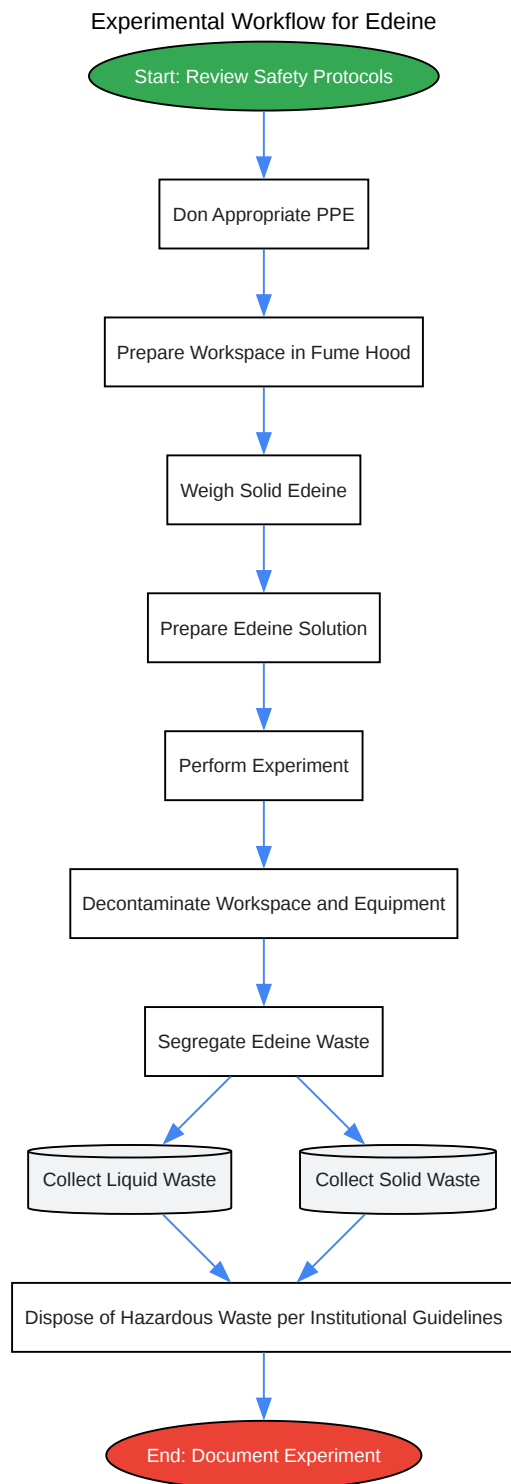 Experimental Workflow for Edeine
Start: Review Safety Protocols
Don Appropriate PPE
Prepare Workspace in Fume Hood
Weigh Solid Edeine
Prepare Edeine Solution
Perform Experiment
Decontaminate Workspace and Equipment
Segregate Edeine Waste
Collect Liquid Waste
Collect Solid Waste
Dispose of Hazardous Waste per Institutional Guidelines
End: Document Experiment